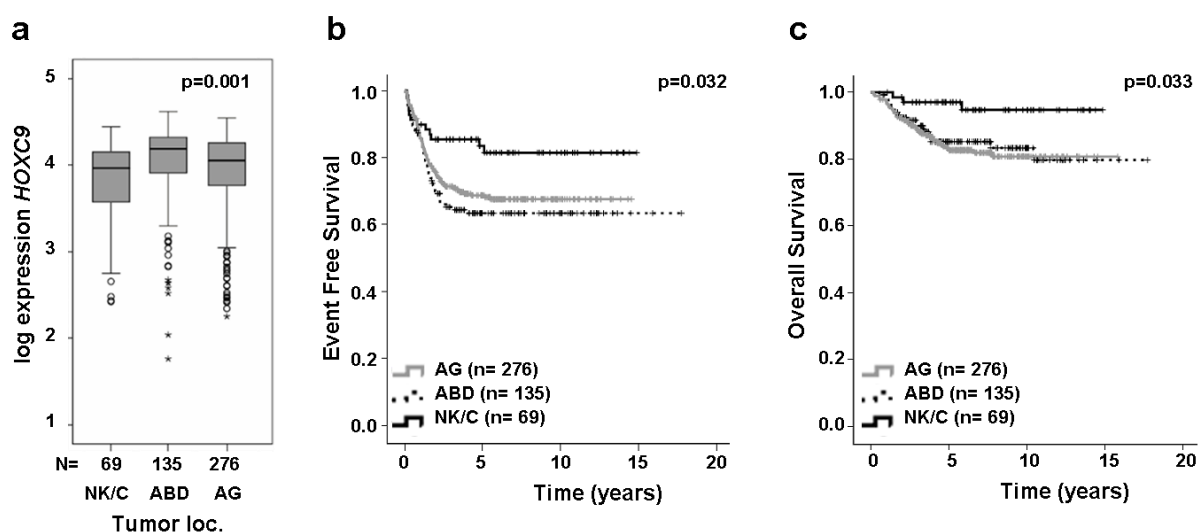 a
p=0.001
log expression HOXC9
5
4
3
2
1
N= 69 135 276
NK/C ABD AG
Tumor loc.
b
p=0.032
Event Free Survival
1.0
0.8
0.6
0.4
0.2
0.0
AG (n= 276)
ABD (n= 135)
NK/C (n= 69)
0 5 10 15 20
Time (years)
c
p=0.033
Overall Survival
1.0
0.8
0.6
0.4
0.2
0.0
AG (n= 276)
ABD (n= 135)
NK/C (n= 69)
0 5 10 15 20
Time (years)